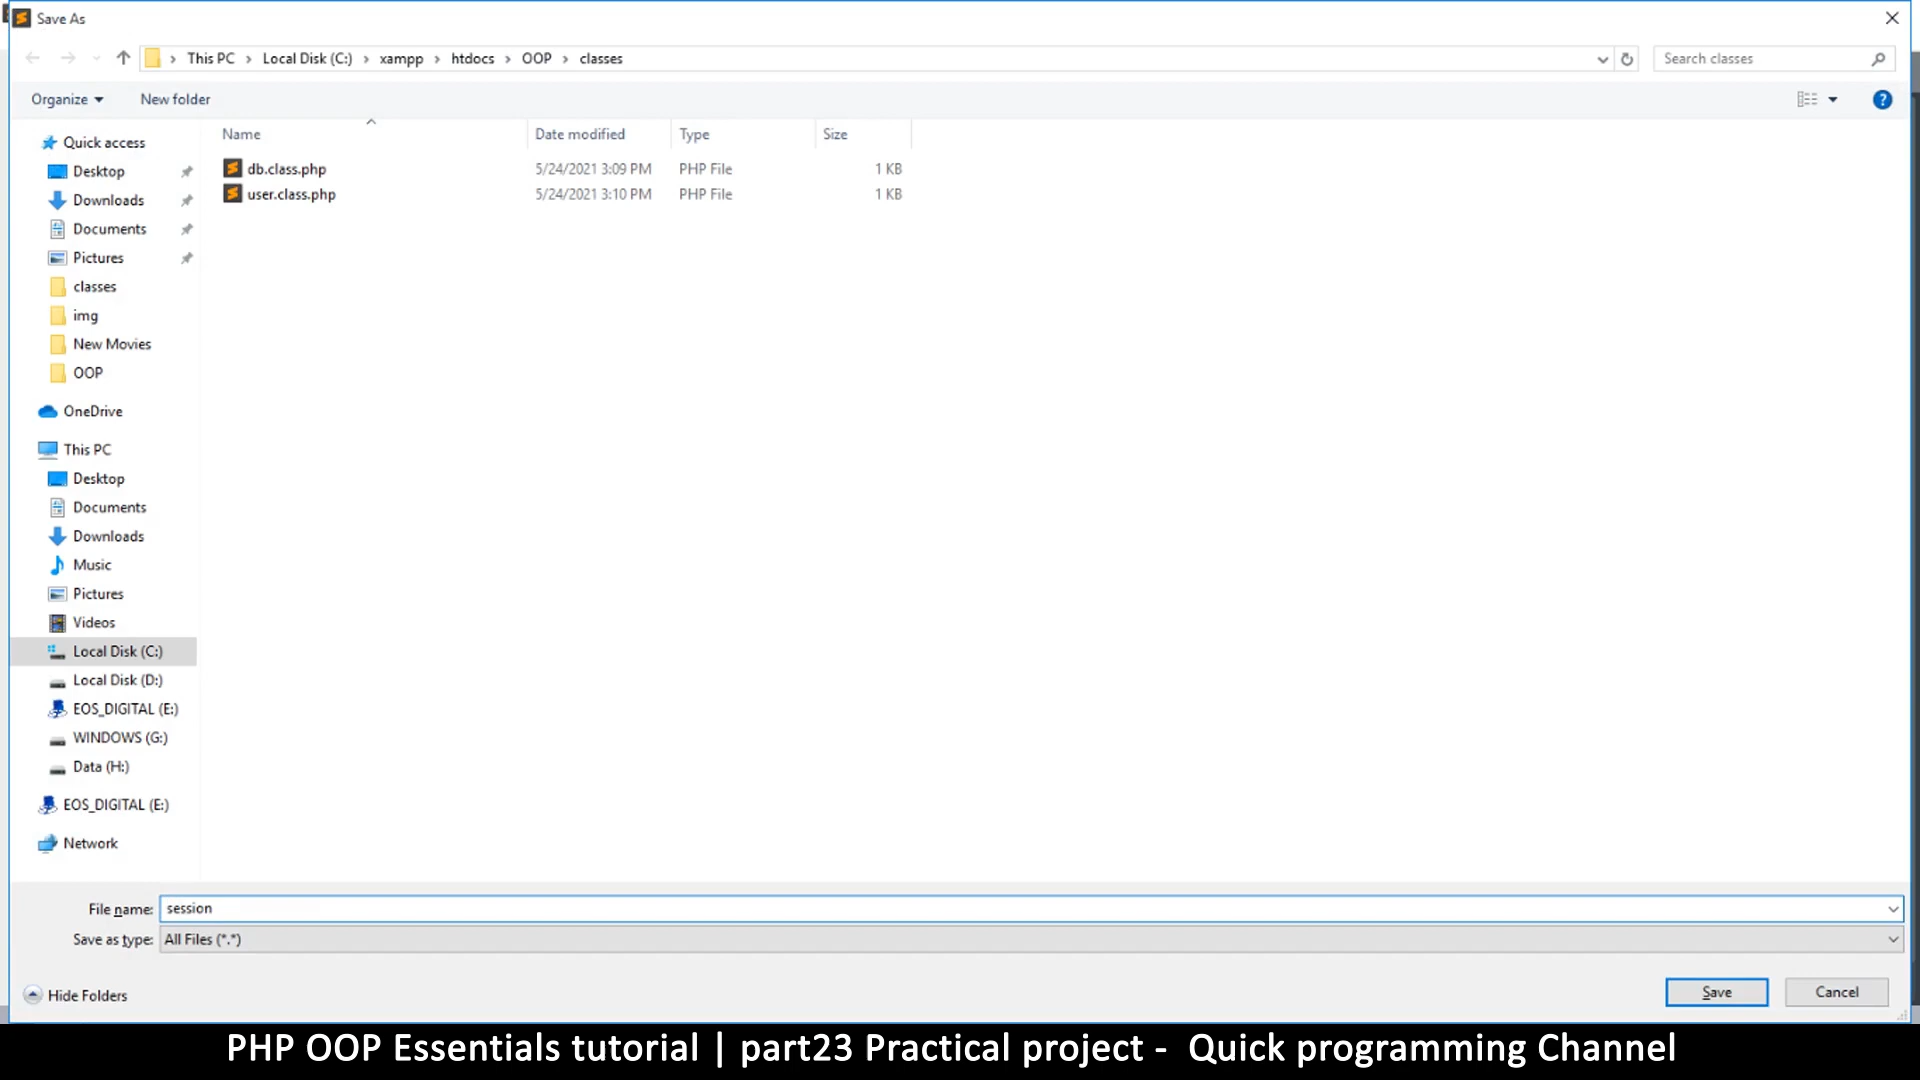 Save As
This PC › Local Disk (C:) › xampp › htdocs › OOP › classes
Search classes
Organize
New folder
Name
Date modified
Type
Size
db.class.php 5/24/2021 3:09 PM PHP File 1 KB
user.class.php 5/24/2021 3:10 PM PHP File 1 KB
Quick access
Desktop
Downloads
Documents
Pictures
classes
img
New Movies
OOP
OneDrive
This PC
Desktop
Documents
Downloads
Music
Pictures
Videos
Local Disk (C:)
Local Disk (D:)
EOS_DIGITAL (E:)
WINDOWS (G:)
Data (H:)
EOS_DIGITAL (E:)
Network
File name: session
Save as type: All Files (*.*)
Hide Folders
Save
Cancel
PHP OOP Essentials tutorial | part23 Practical project - Quick programming Channel